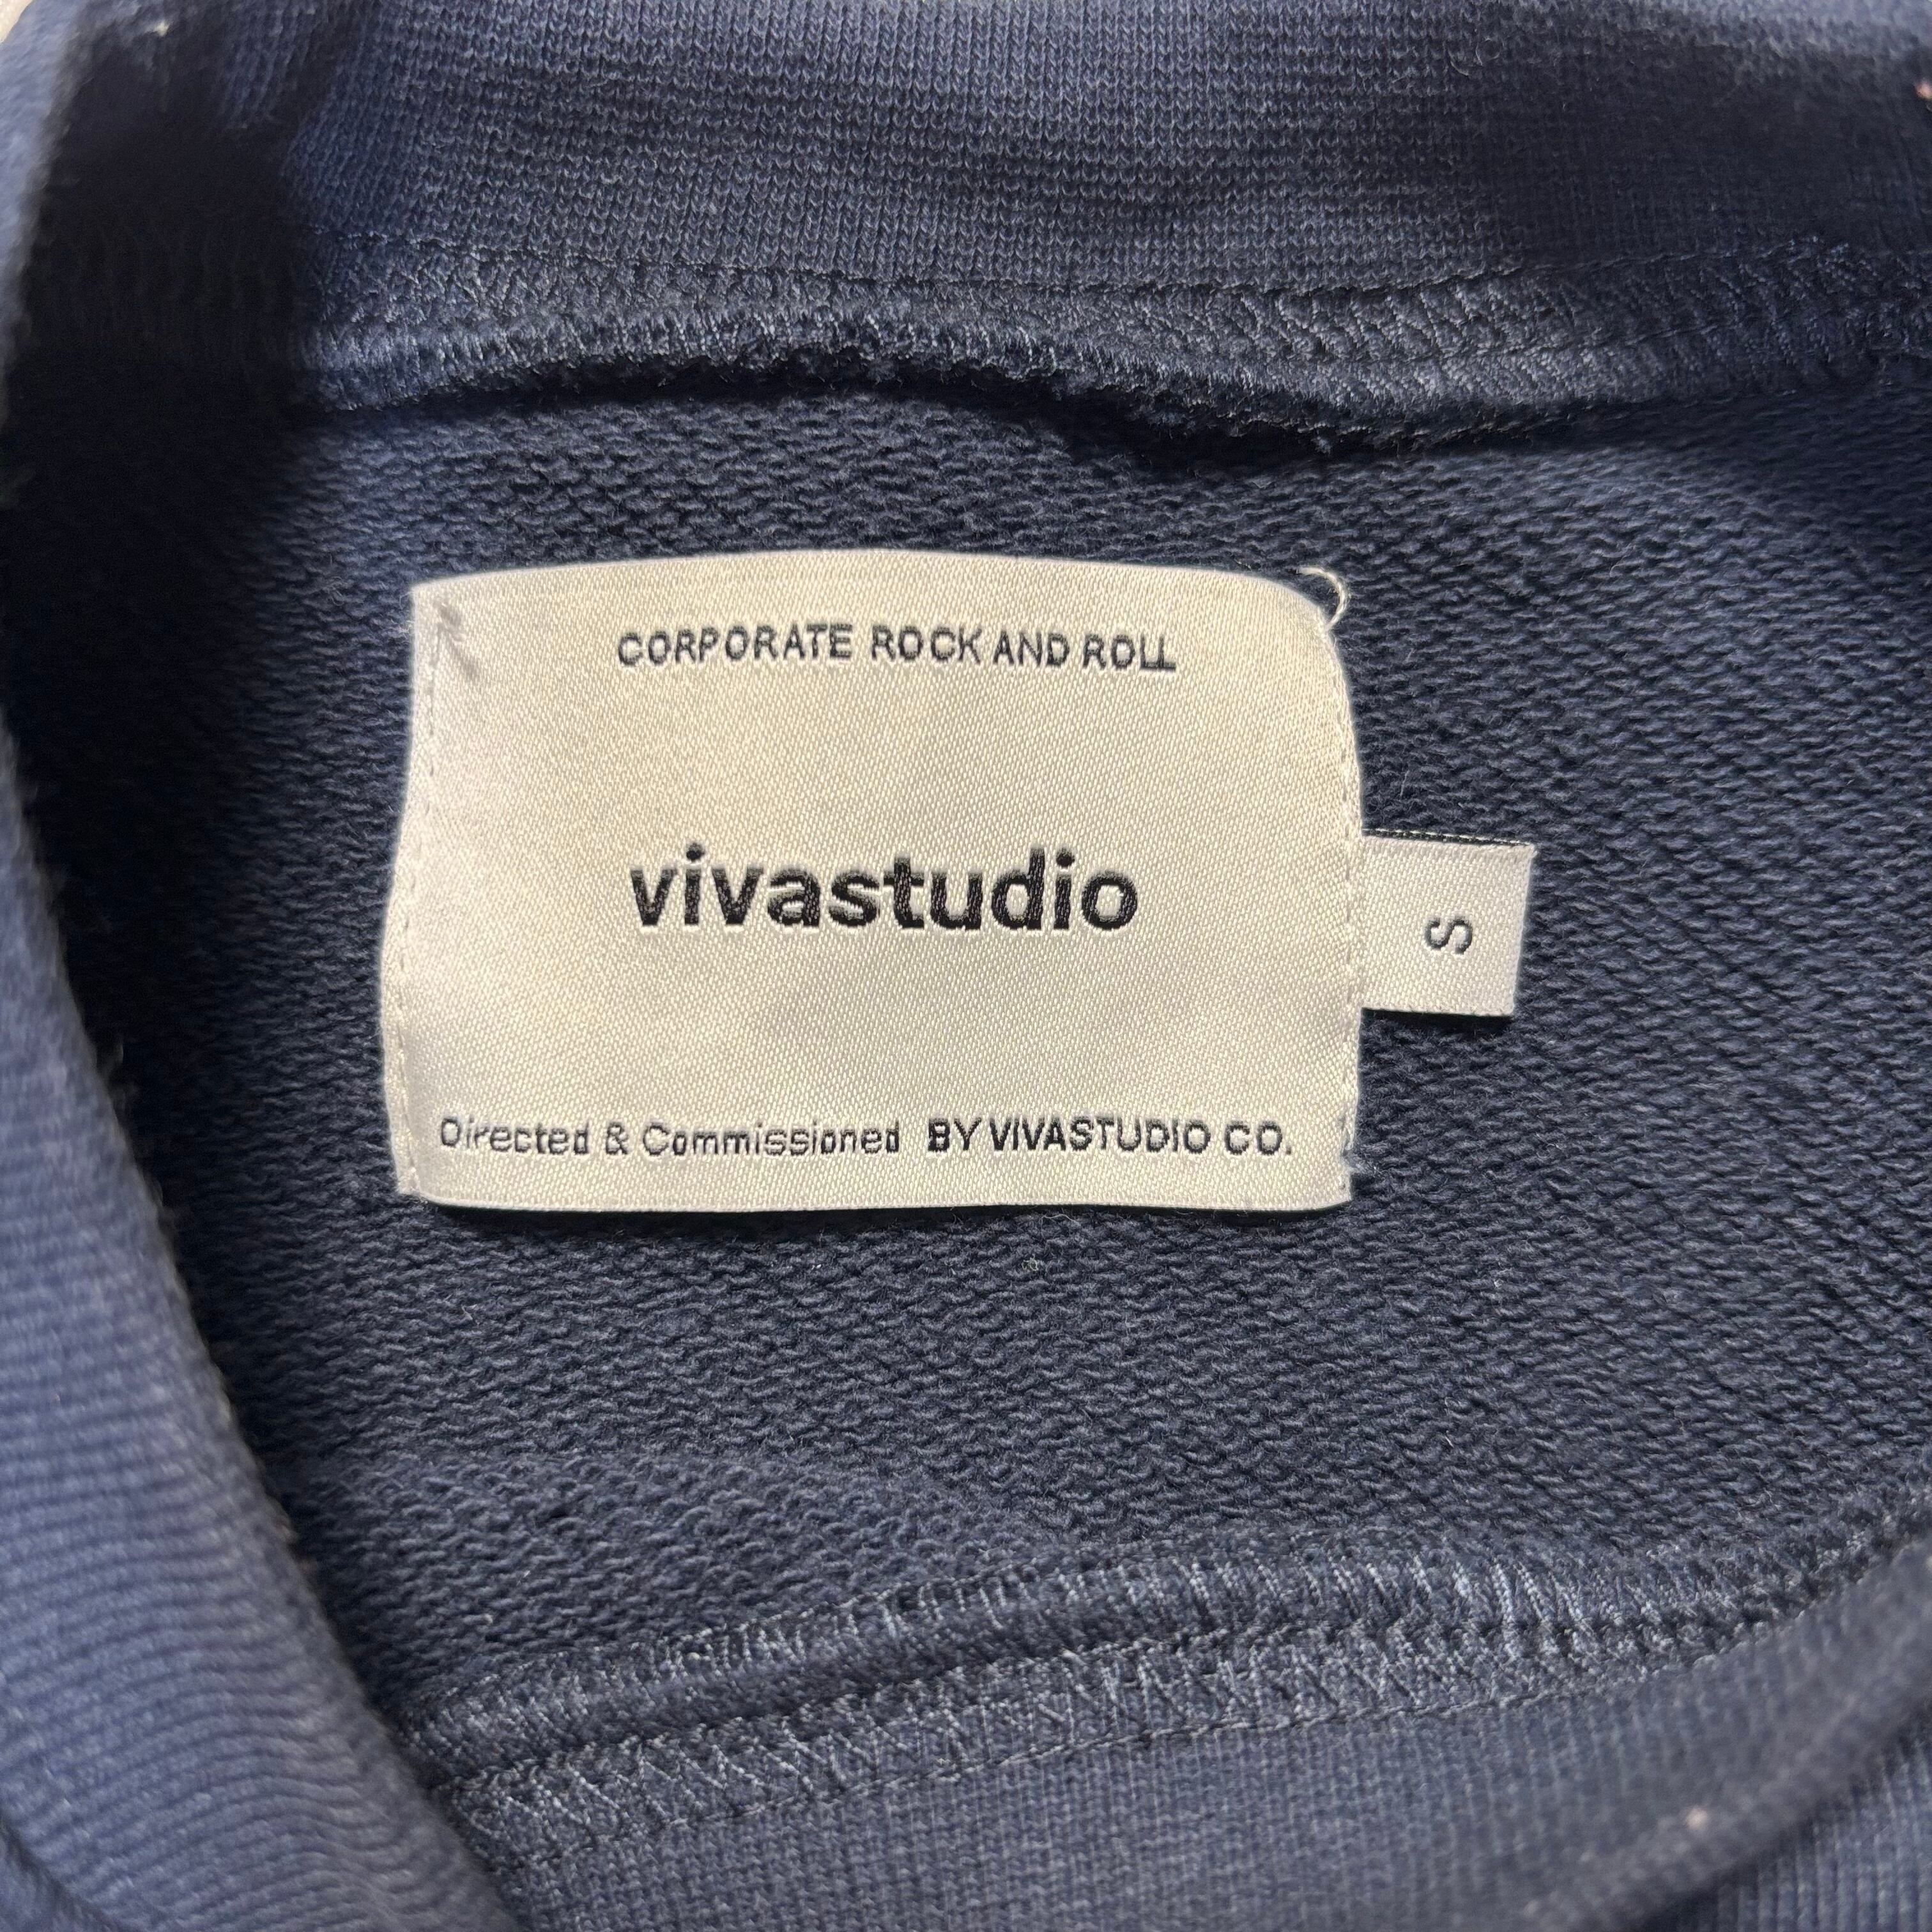 CORPORATE ROCK AND ROLL
vivastudio
S
Directed & Commissioned BY VIVASTUDIO CO.